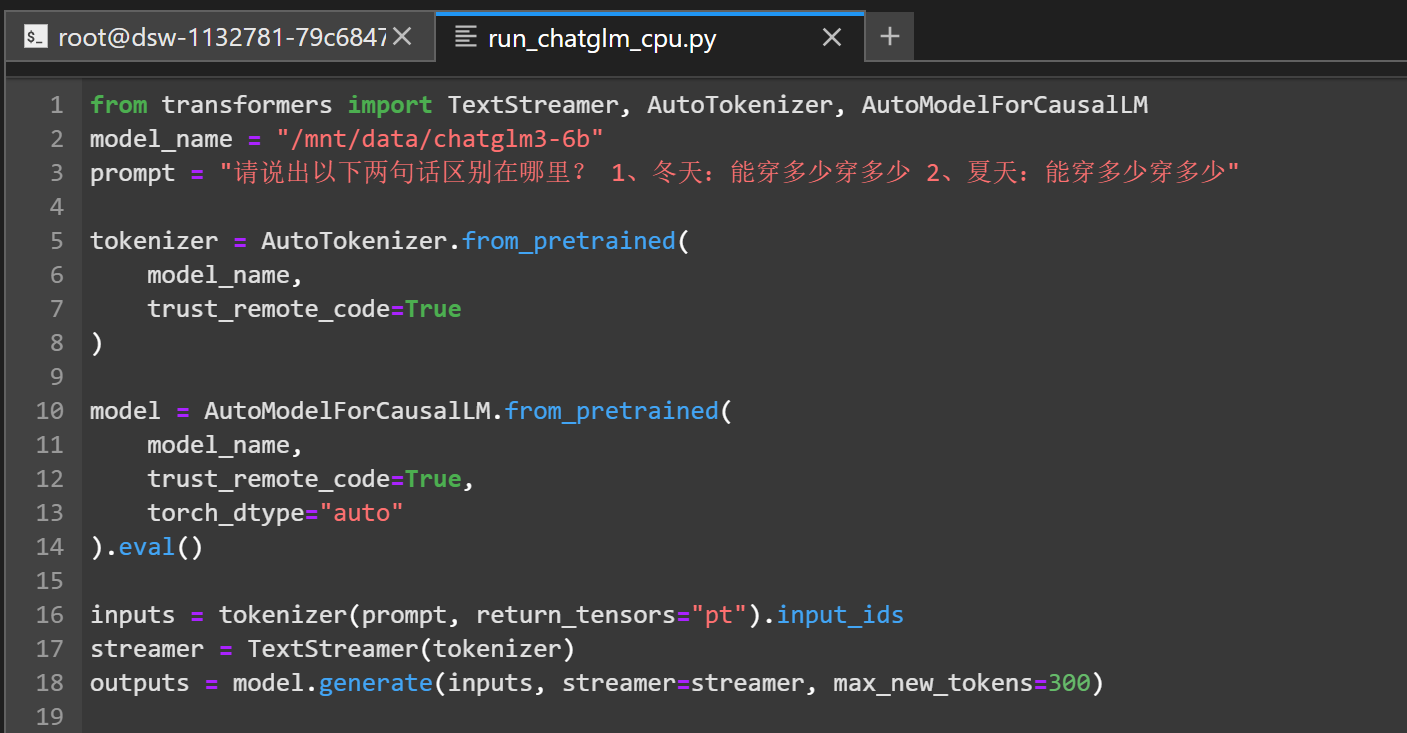 $_ root@dsw-1132781-79c6847
run_chatglm_cpu.py
1 from transformers import TextStreamer, AutoTokenizer, AutoModelForCausalLM
2 model_name = "/mnt/data/chatglm3-6b"
3 prompt = "请说出以下两句话区别在哪里? 1、冬天:能穿多少穿多少 2、夏天:能穿多少穿多少"
4
5 tokenizer = AutoTokenizer.from_pretrained(
6     model_name,
7     trust_remote_code=True
8 )
9
10 model = AutoModelForCausalLM.from_pretrained(
11     model_name,
12     trust_remote_code=True,
13     torch_dtype="auto"
14 ).eval()
15
16 inputs = tokenizer(prompt, return_tensors="pt").input_ids
17 streamer = TextStreamer(tokenizer)
18 outputs = model.generate(inputs, streamer=streamer, max_new_tokens=300)
19